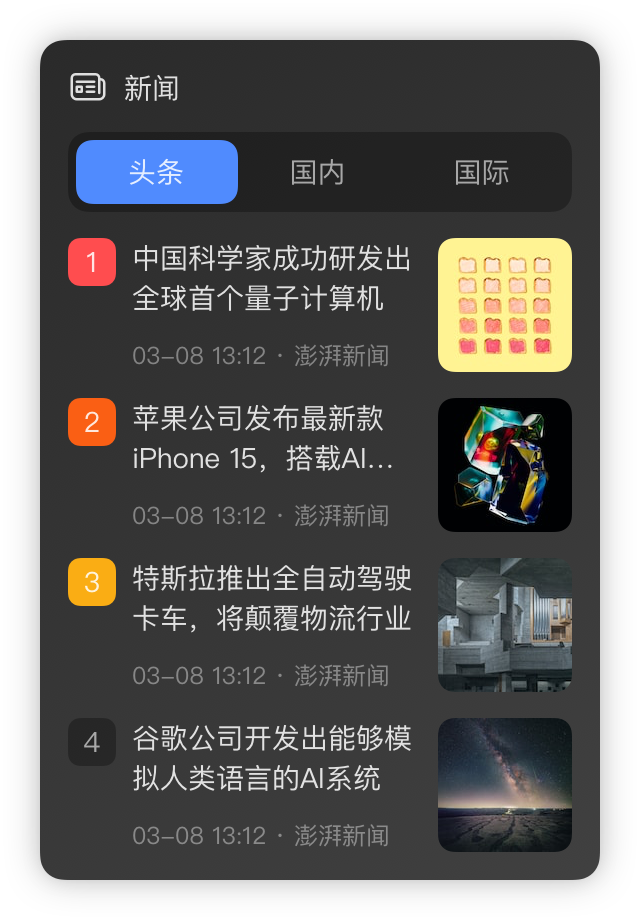 新闻
头条
国内
国际
1
中国科学家成功研发出
全球首个量子计算机
03-08 13:12 · 澎湃新闻
2
苹果公司发布最新款
iPhone 15，搭载AI...
03-08 13:12 · 澎湃新闻
3
特斯拉推出全自动驾驶
卡车，将颠覆物流行业
03-08 13:12 · 澎湃新闻
4
谷歌公司开发出能够模
拟人类语言的AI系统
03-08 13:12 · 澎湃新闻